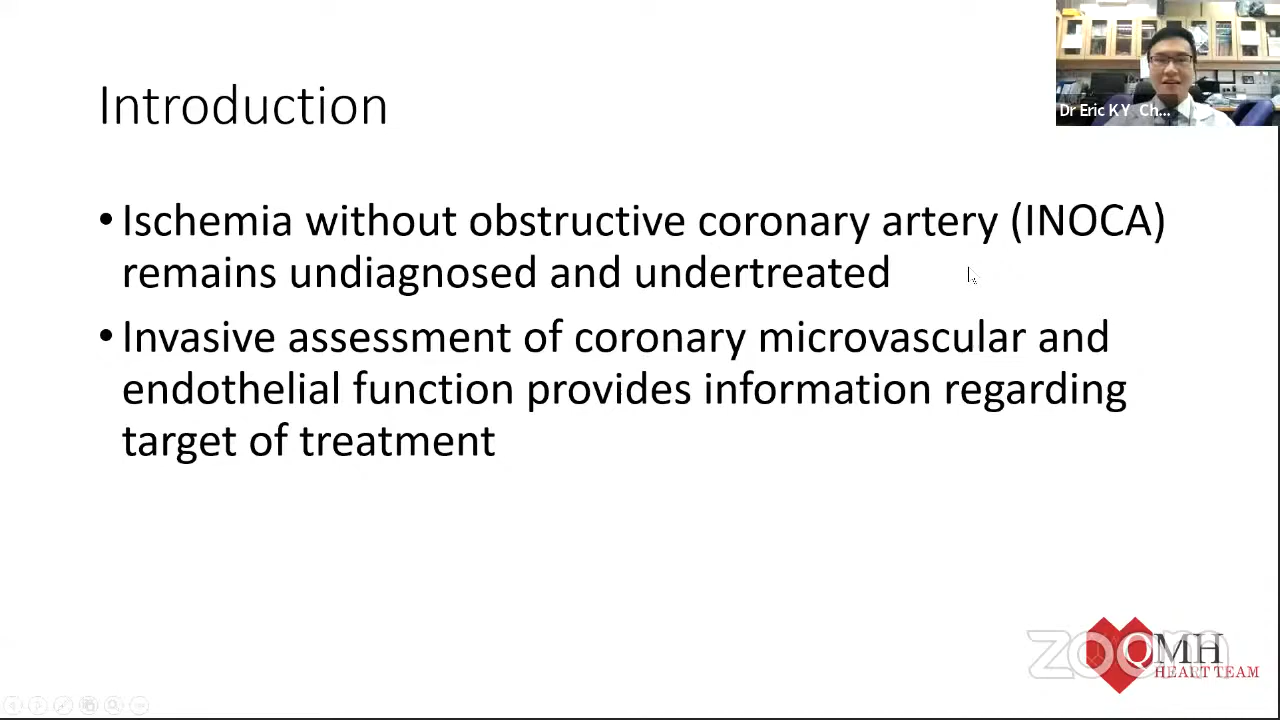 Introduction
Dr Eric KY Ch...
• Ischemia without obstructive coronary artery (INOCA)
remains undiagnosed and undertreated
• Invasive assessment of coronary microvascular and
endothelial function provides information regarding
target of treatment
zoom
QMH
HEART TEAM